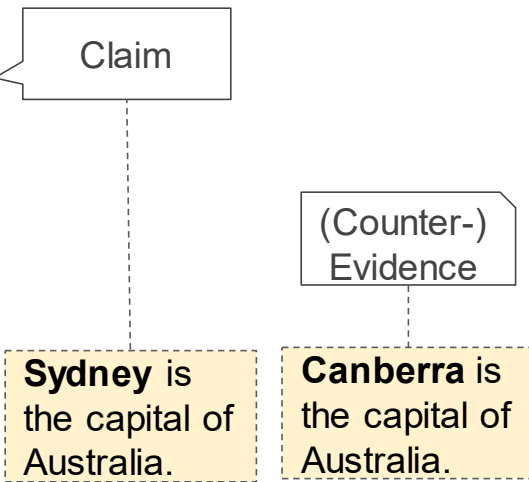 Claim
(Counter-)
Evidence
Sydney is
the capital of
Australia.
Canberra is
the capital of
Australia.